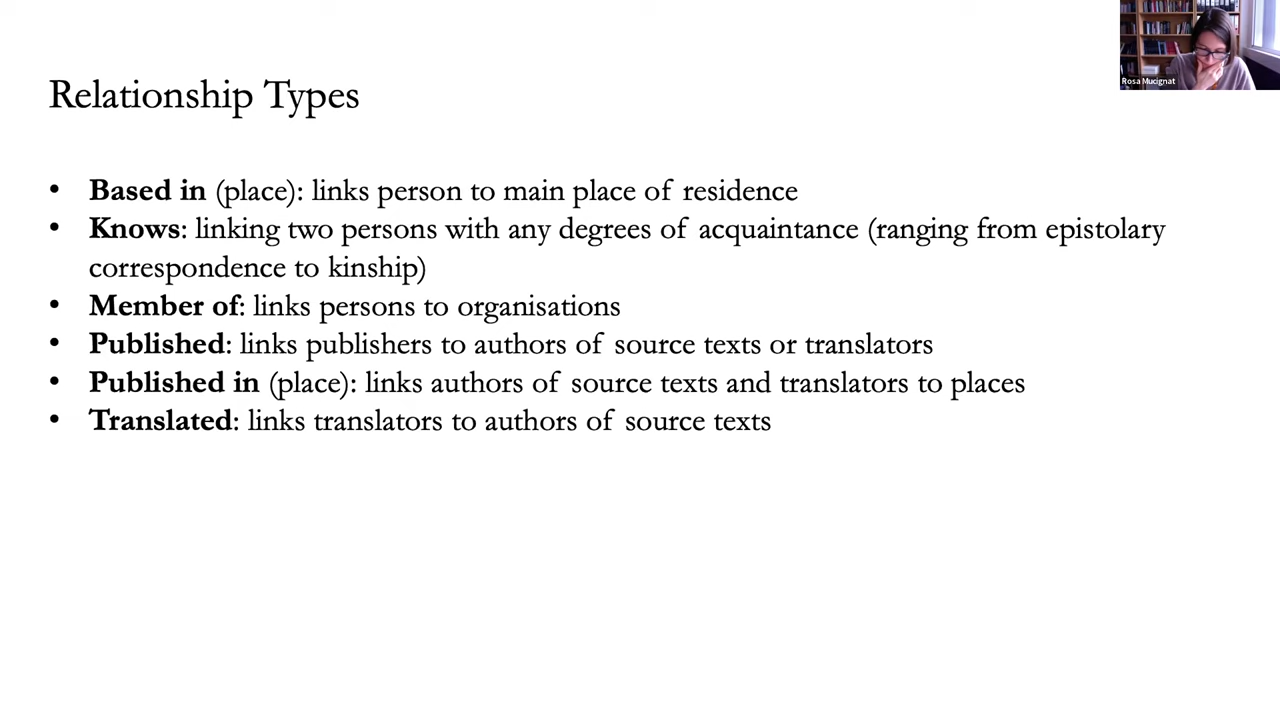 Rosa Mucignat
Relationship Types
• Based in (place): links person to main place of residence
• Knows: linking two persons with any degrees of acquaintance (ranging from epistolary
correspondence to kinship)
• Member of: links persons to organisations
• Published: links publishers to authors of source texts or translators
• Published in (place): links authors of source texts and translators to places
• Translated: links translators to authors of source texts